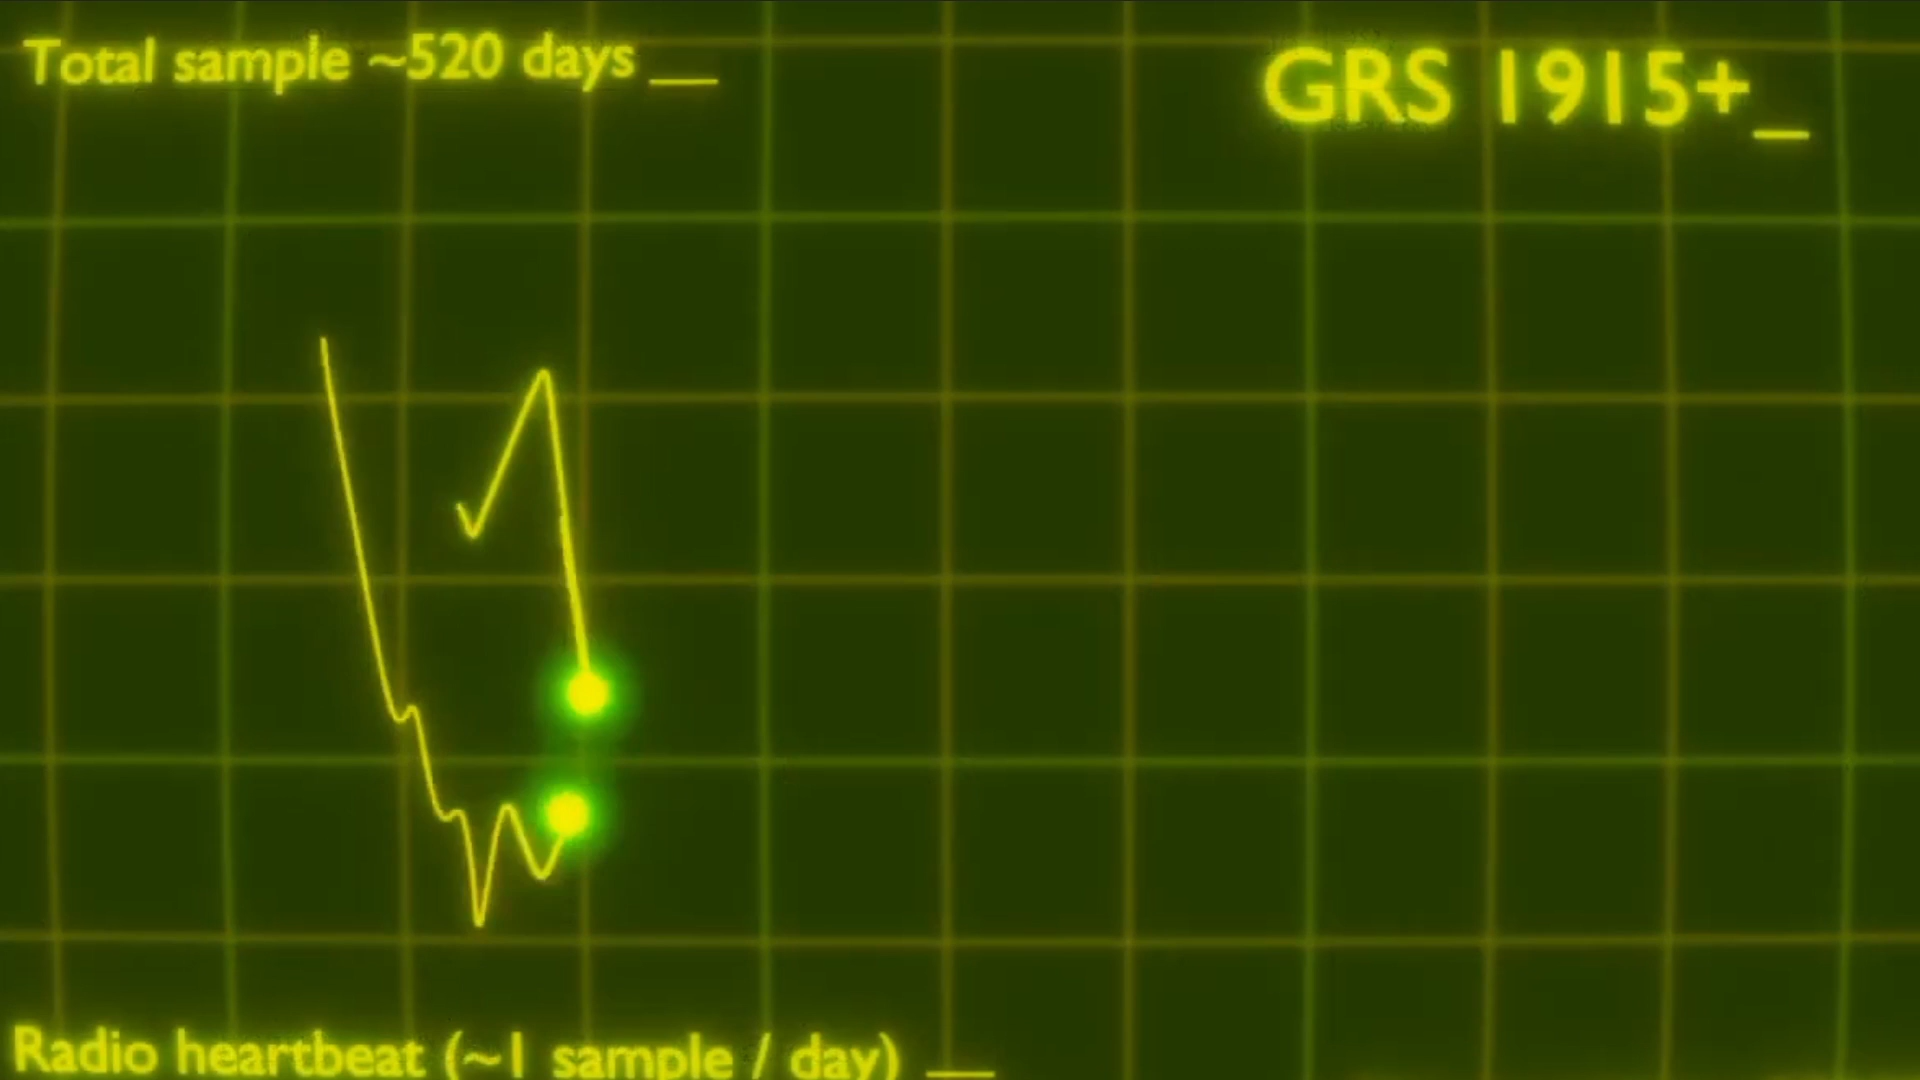 Total sample ~520 days __
GRS 1915+_
Radio heartbeat (~1 sample / day) __